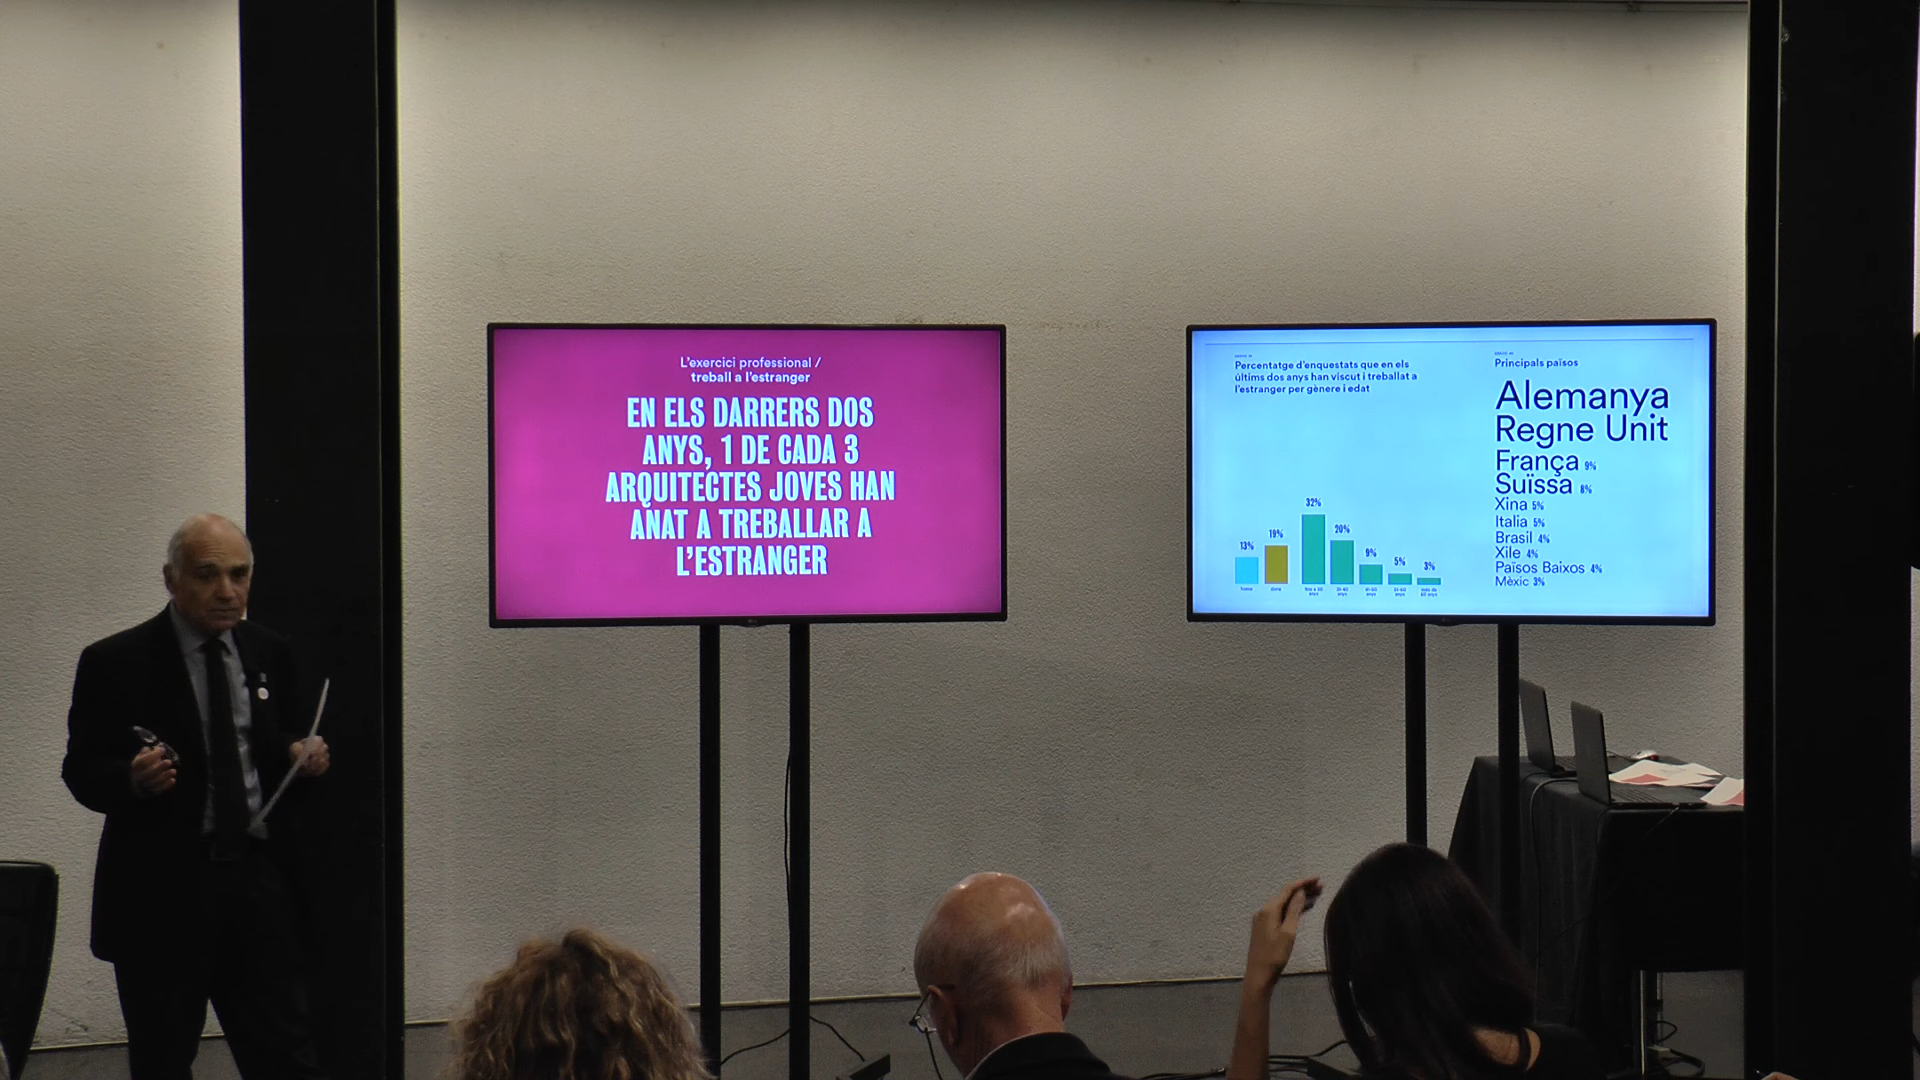 L'exercici professional /
treball a l'estranger
EN ELS DARRERS DOS
ANYS, 1 DE CADA 3
ARQUITECTES JOVES HAN
ANAT A TREBALLAR A
L'ESTRANGER
Percentatge d'enquestats que en els
últims dos anys han viscut i treballat a
l'estranger per gènere i edat
13%
19%
32%
20%
9%
5%
3%
Principals països
Alemanya
Regne Unit
França 9%
Suïssa 8%
Xina 5%
Italia 5%
Brasil 4%
Xile 4%
Països Baixos 4%
Mèxic 3%